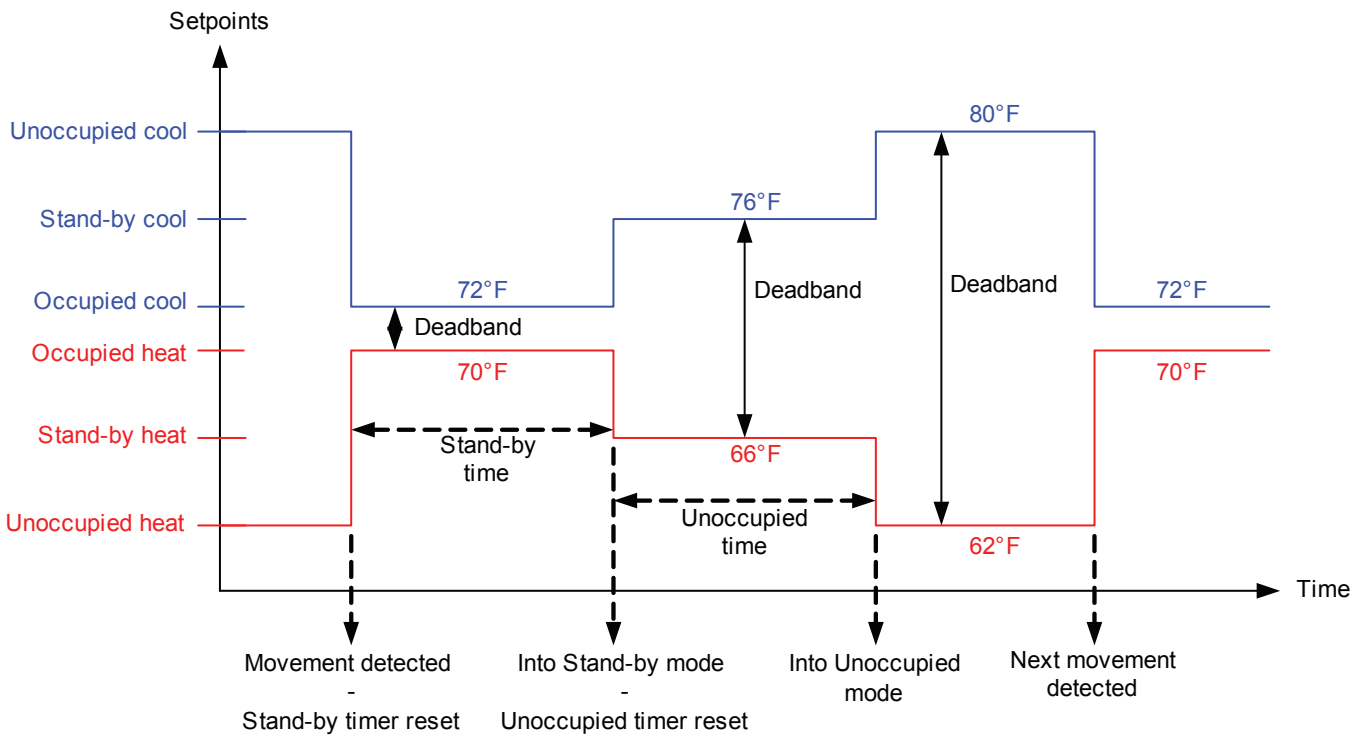 Setpoints
Unoccupied cool
80°F
Stand-by cool
76°F
Occupied cool
72°F
Deadband
Deadband
72°F
Deadband
Occupied heat
70°F
70°F
Stand-by heat
Stand-by
time
66°F
Unoccupied heat
Unoccupied
time
62°F
Time
Movement detected
-
Stand-by timer reset
Into Stand-by mode
-
Unoccupied timer reset
Into Unoccupied
mode
Next movement
detected